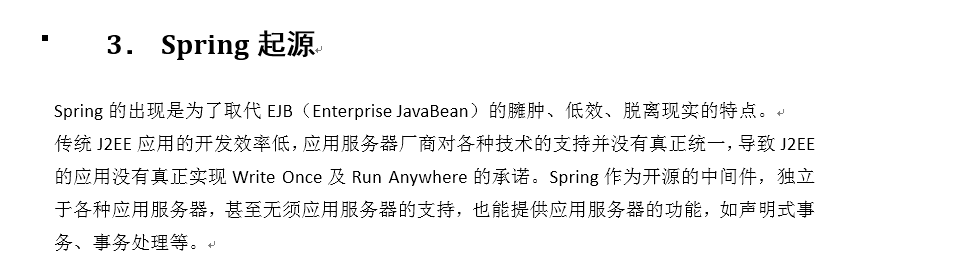 3. Spring 起源
Spring 的出现是为了取代 EJB（Enterprise JavaBean）的臃肿、低效、脱离现实的特点。
传统 J2EE 应用的开发效率低，应用服务器厂商对各种技术的支持并没有真正统一，导致 J2EE
的应用没有真正实现 Write Once 及 Run Anywhere 的承诺。Spring 作为开源的中间件，独立
于各种应用服务器，甚至无须应用服务器的支持，也能提供应用服务器的功能，如声明式事
务、事务处理等。